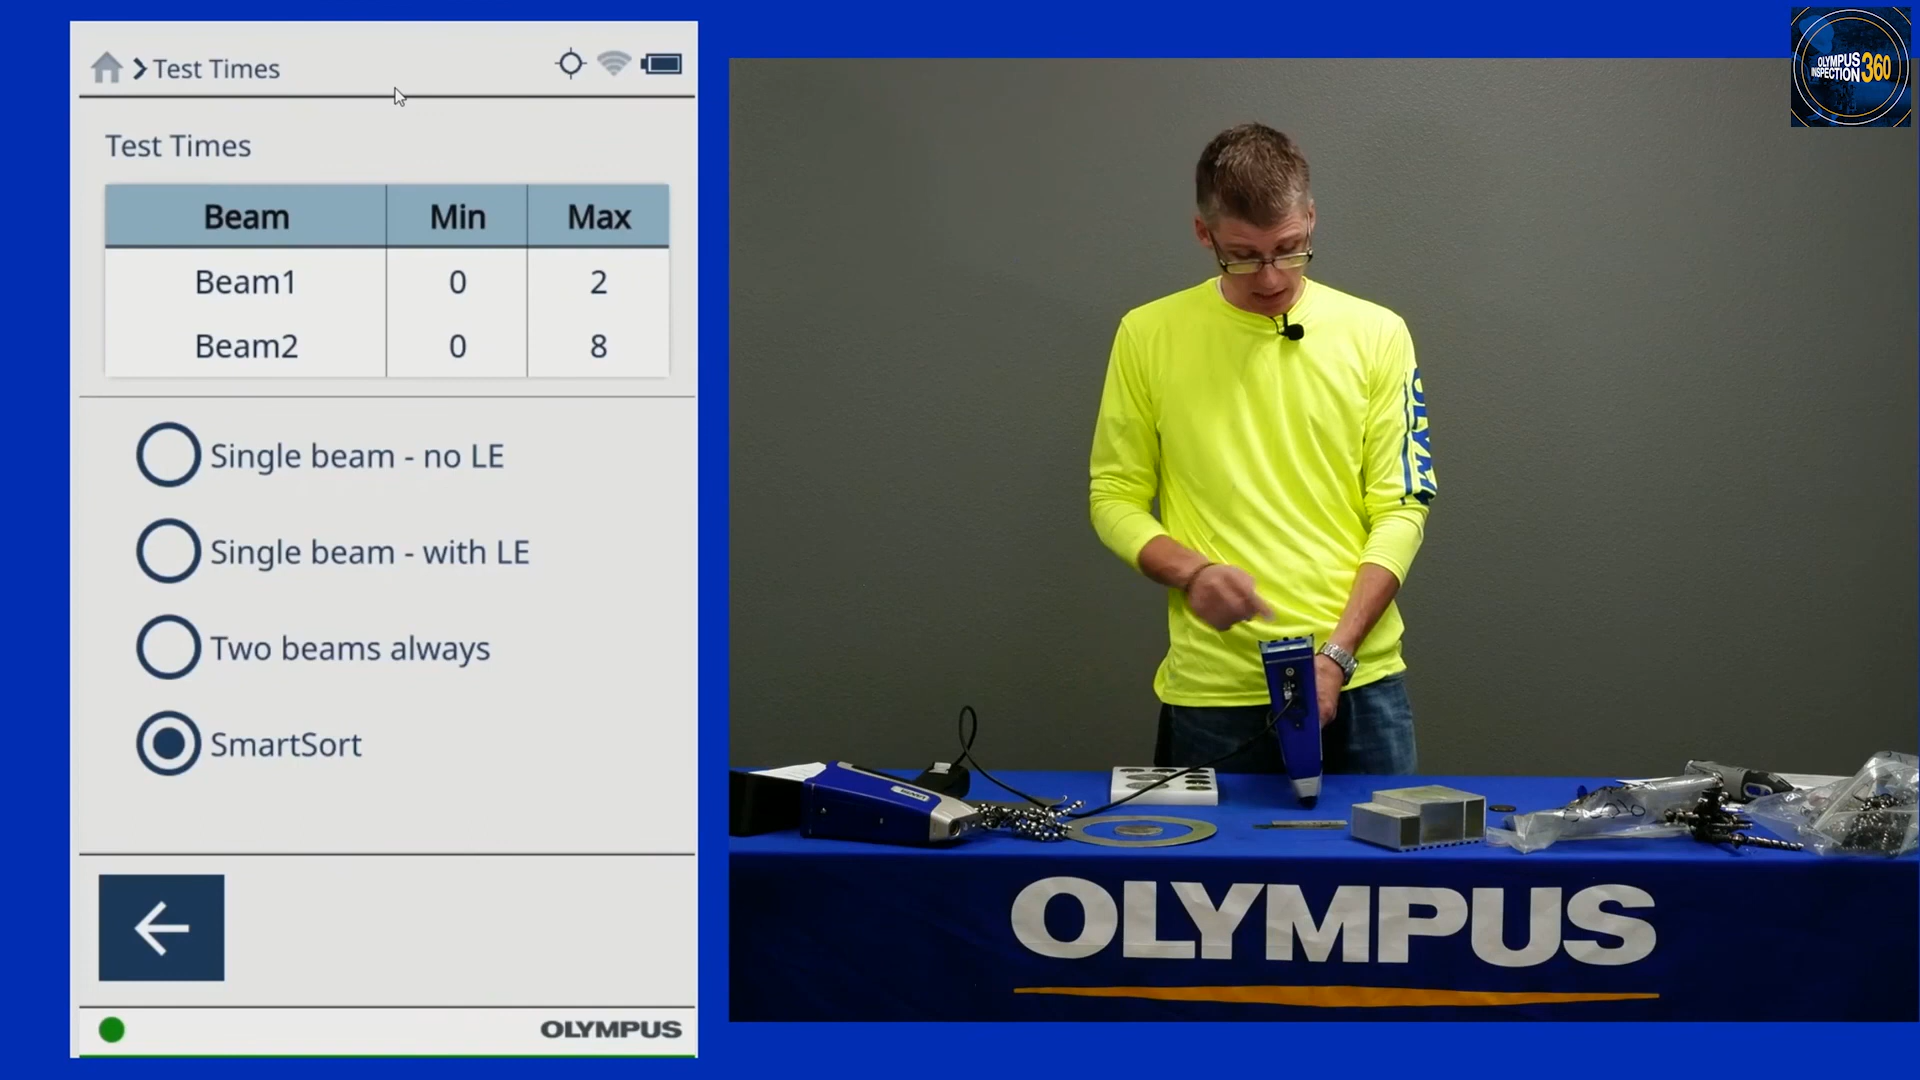 Test Times
Test Times
Beam Min Max
Beam1 0 2
Beam2 0 8
Single beam - no LE
Single beam - with LE
Two beams always
SmartSort
OLYMPUS
OLYMPUS
INSPECTION 360
OLYMPUS